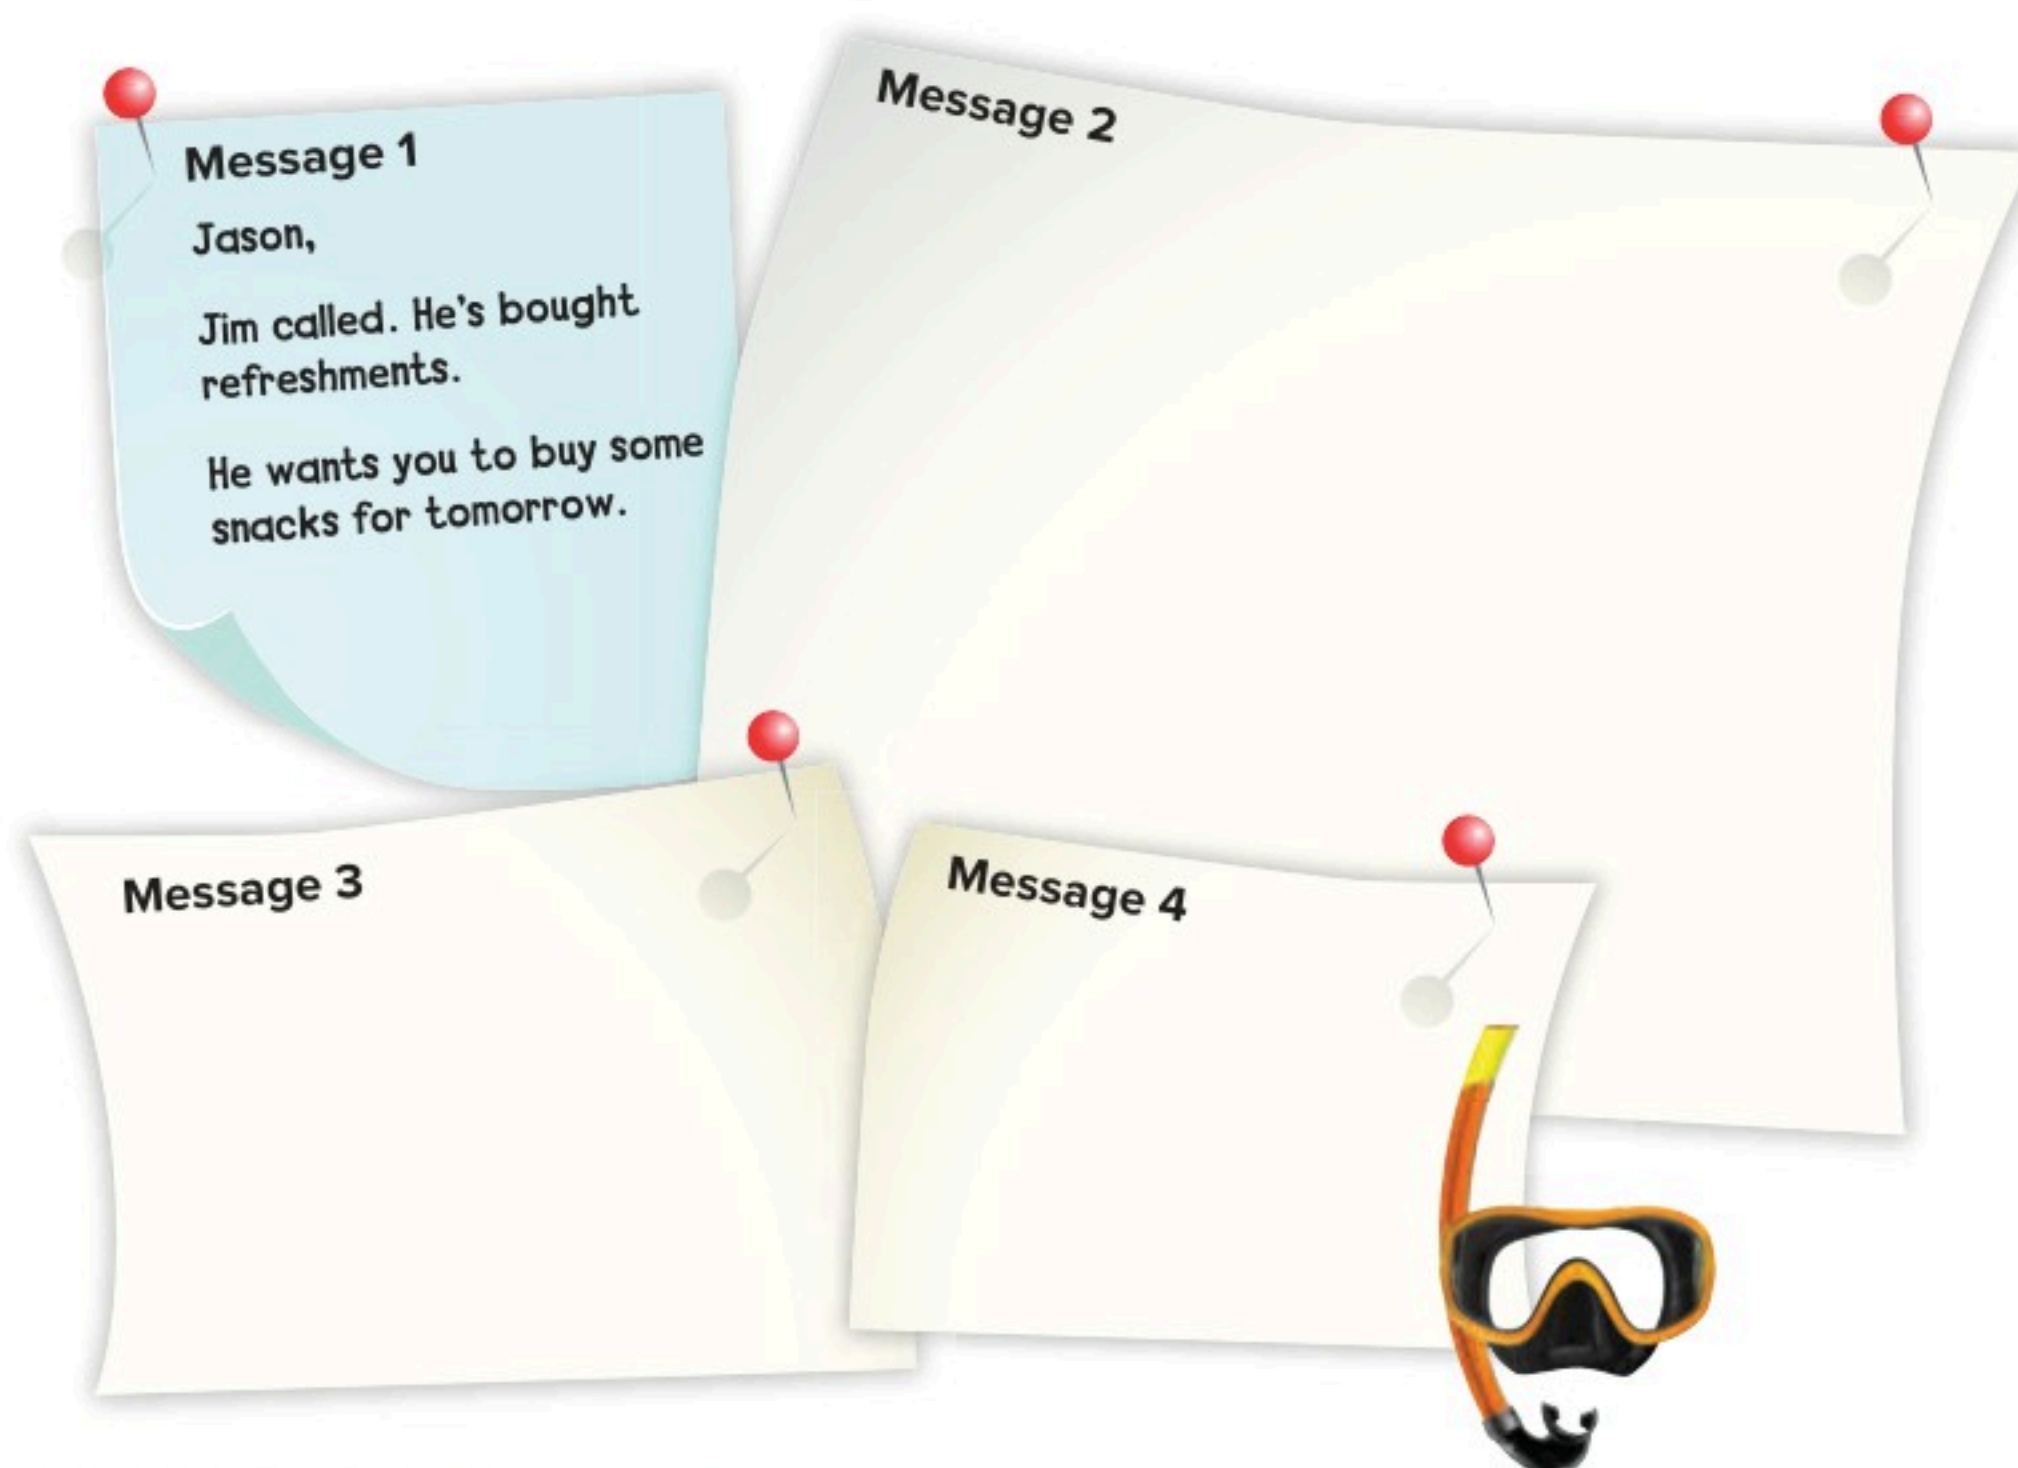 Message 1
Jason,
Jim called. He's bought
refreshments.
He wants you to buy some
snacks for tomorrow.
Message 2
Message 3
Message 4